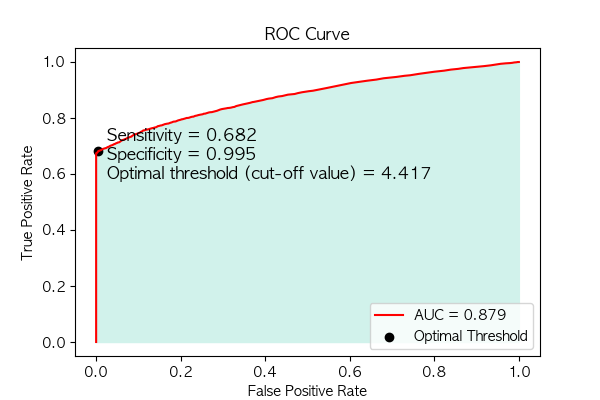 ROC Curve
1.0
0.8
0.6
0.4
0.2
0.0
True Positive Rate
Sensitivity = 0.682
Specificity = 0.995
Optimal threshold (cut-off value) = 4.417
AUC = 0.879
Optimal Threshold
0.0 0.2 0.4 0.6 0.8 1.0
False Positive Rate